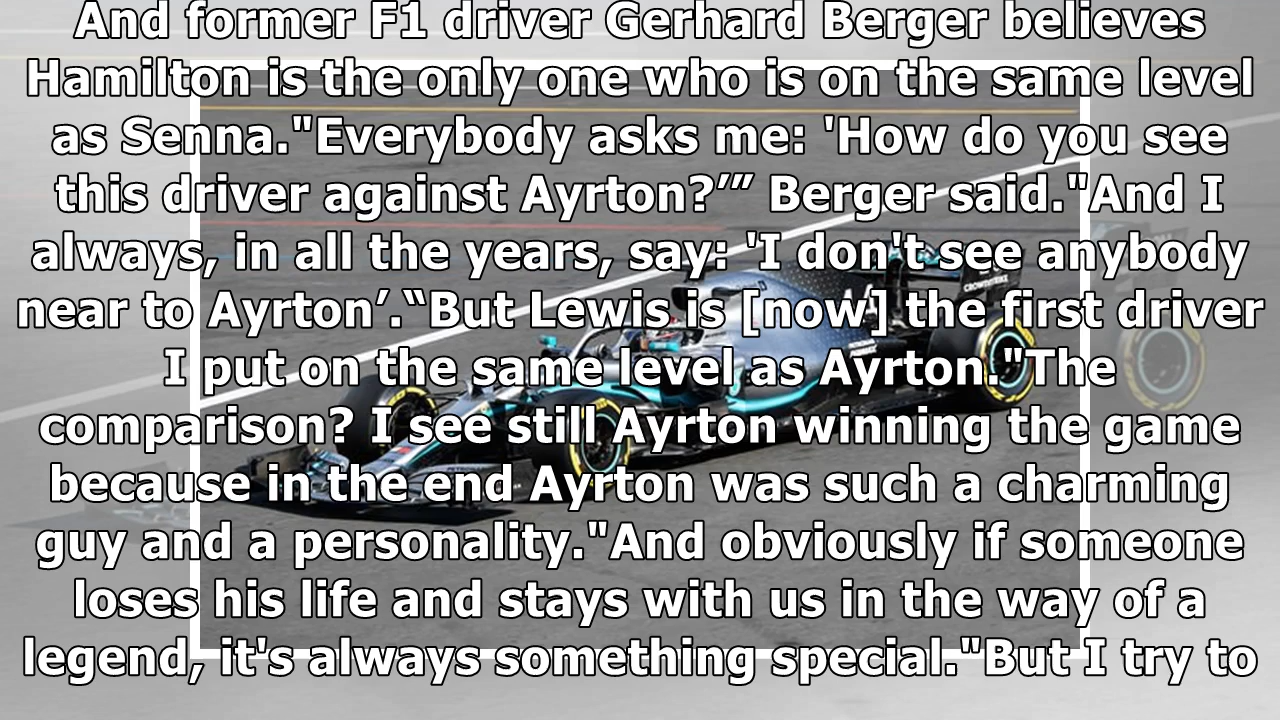 And former F1 driver Gerhard Berger believes
Hamilton is the only one who is on the same level
as Senna."Everybody asks me: 'How do you see
this driver against Ayrton?’” Berger said."And I
always, in all the years, say: 'I don't see anybody
near to Ayrton’.“But Lewis is [now] the first driver
I put on the same level as Ayrton."The
comparison? I see still Ayrton winning the game
because in the end Ayrton was such a charming
guy and a personality."And obviously if someone
loses his life and stays with us in the way of a
legend, it's always something special."But I try to
CROWDSTRIKE